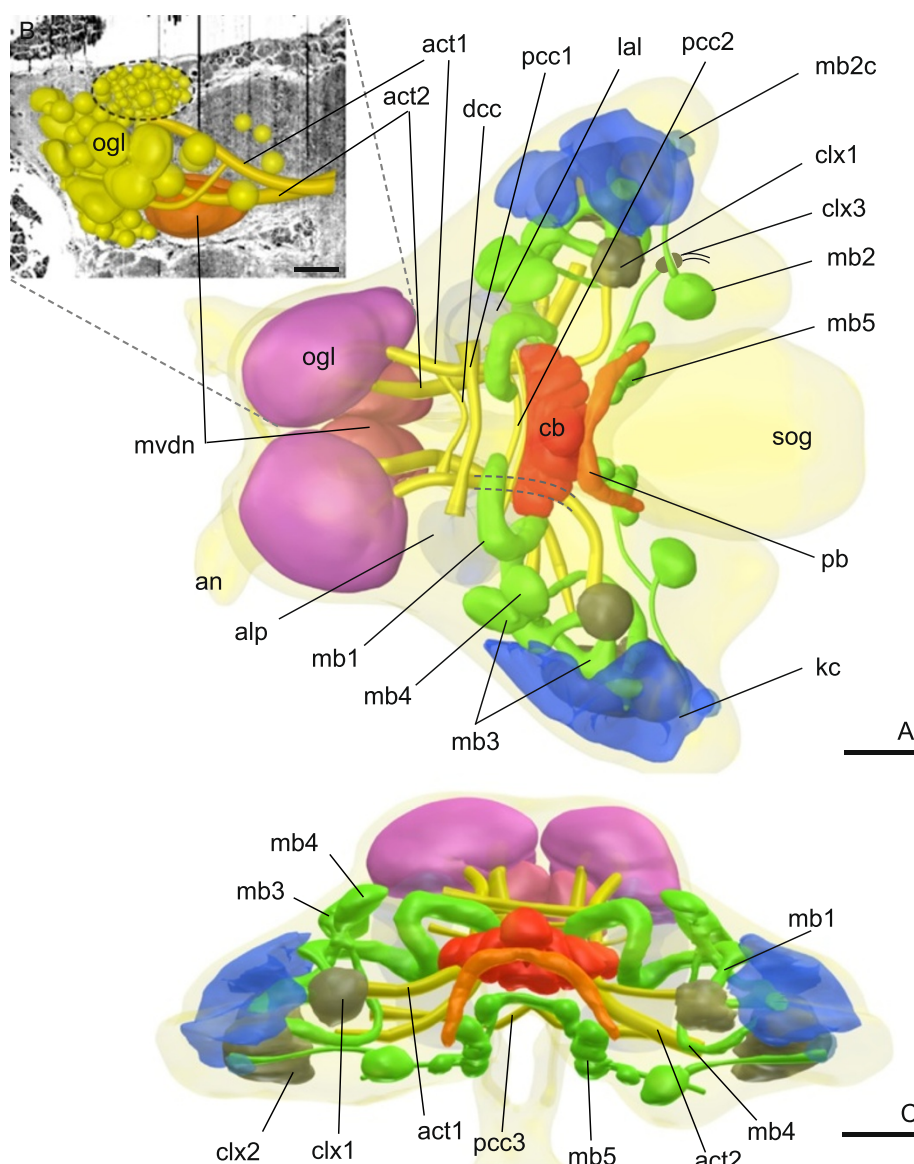 B
act1
act2
dcc
pcc1
lal
pcc2
mb2c
clx1
clx3
mb2
mb5
ogl
ogl
cb
sog
mvdn
an
alp
pb
mb1
mb4
mb3
kc
A
mb4
mb3
mb1
clx2
clx1
act1
pcc3
mb5
act2
mb4
C